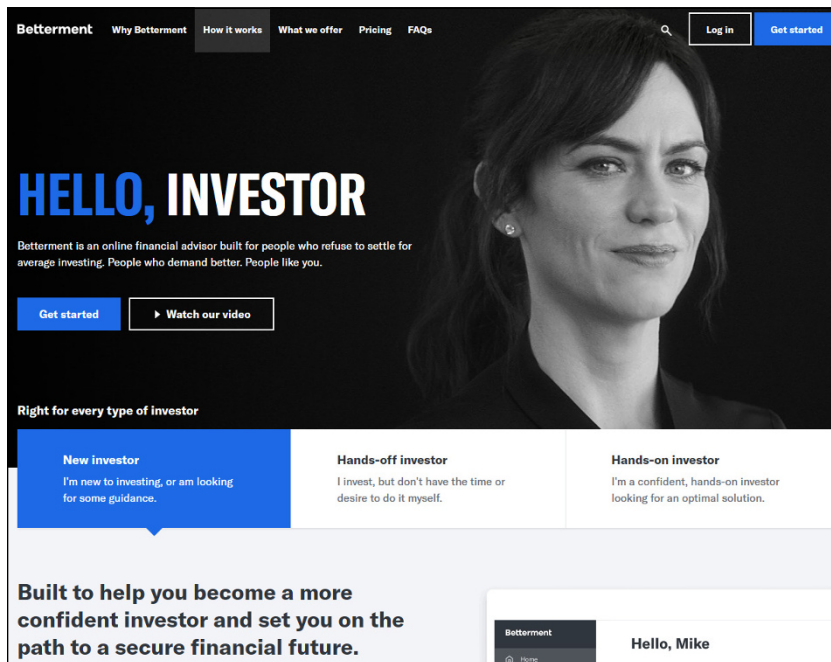 Betterment Why Betterment How it works What we offer Pricing FAQs Log in Get started
HELLO, INVESTOR
Betterment is an online financial advisor built for people who refuse to settle for
average investing. People who demand better. People like you.
Get started Watch our video
Right for every type of investor
New investor
I'm new to investing, or am looking
for some guidance.
Hands-off investor
I invest, but don't have the time or
desire to do it myself.
Hands-on investor
I'm a confident, hands-on investor
looking for an optimal solution.
Built to help you become a more
confident investor and set you on the
path to a secure financial future.
Betterment
Hello, Mike
Home